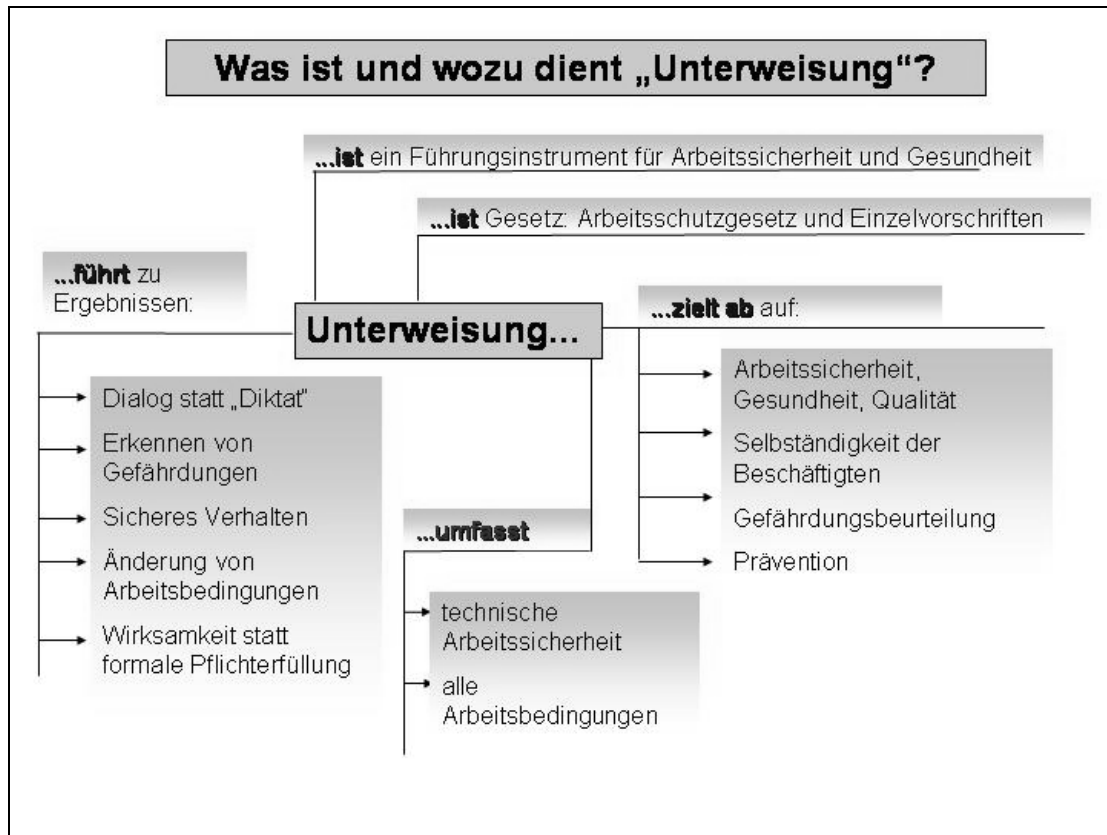 Was ist und wozu dient „Unterweisung“?
...ist ein Führungsinstrument für Arbeitssicherheit und Gesundheit
...ist Gesetz: Arbeitsschutzgesetz und Einzelvorschriften
...führt zu
Ergebnissen:
Unterweisung...
...zielt ab auf:
Dialog statt „Diktat“
Erkennen von
Gefährdungen
Sicheres Verhalten
Änderung von
Arbeitsbedingungen
Wirksamkeit statt
formale Pflichterfüllung
...umfasst
technische
Arbeitssicherheit
alle
Arbeitsbedingungen
Arbeitssicherheit,
Gesundheit, Qualität
Selbständigkeit der
Beschäftigten
Gefährdungsbeurteilung
Prävention